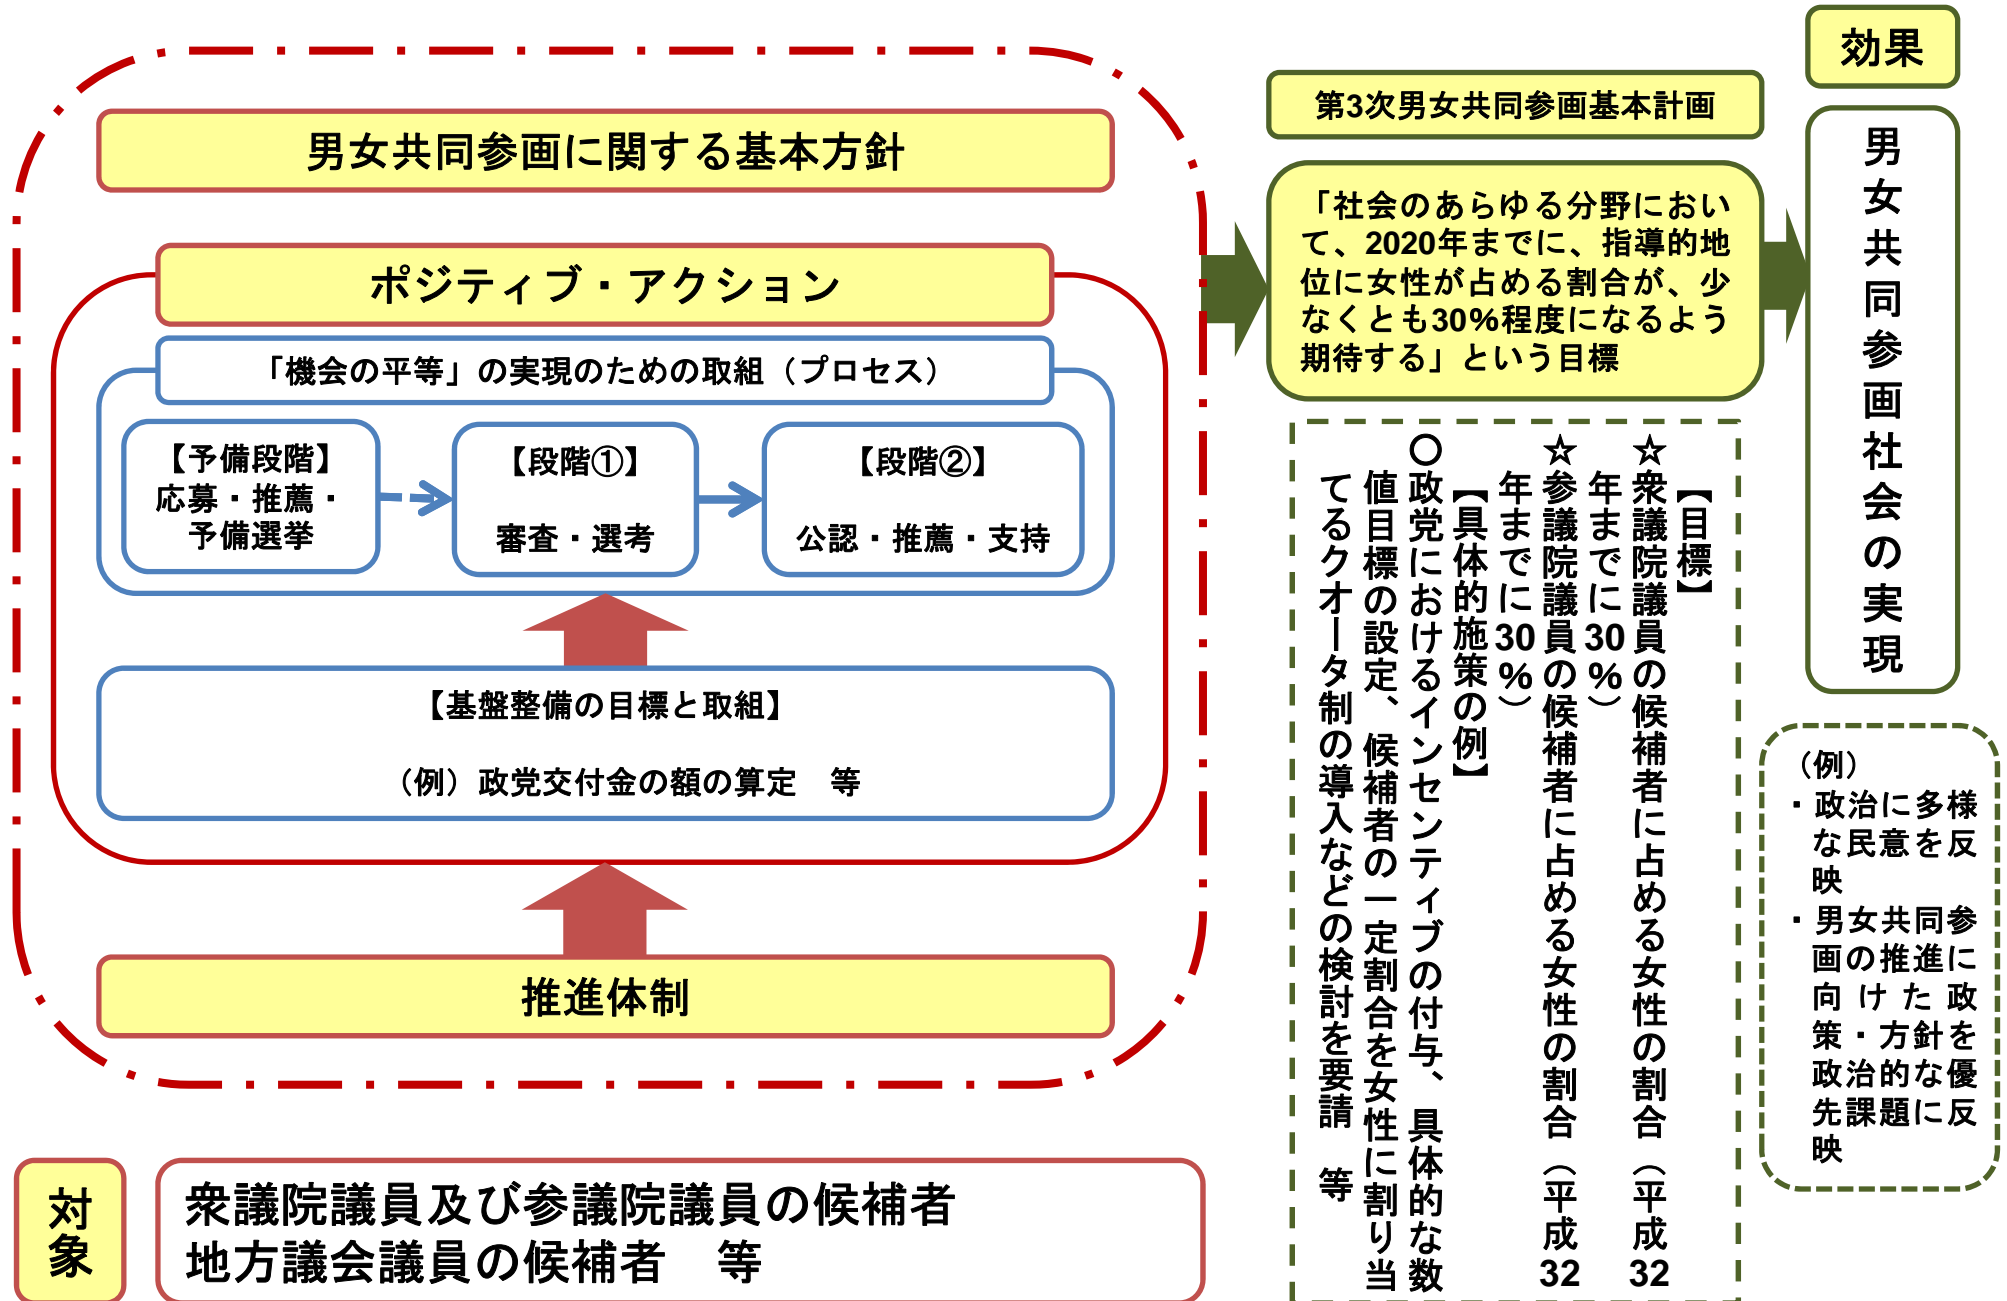 男女共同参画に関する基本方針
ポジティブ・アクション
「機会の平等」の実現のための取組（プロセス）
【予備段階】
応募・推薦・
予備選挙
【段階①】
審査・選考
【段階②】
公認・推薦・支持
【基盤整備の目標と取組】
（例）政党交付金の額の算定　等
推進体制
対象
衆議院議員及び参議院議員の候補者
地方議会議員の候補者　等
第3次男女共同参画基本計画
「社会のあらゆる分野におい
て、2020年までに、指導的地
位に女性が占める割合が、少
なくとも30％程度になるよう
期待する」という目標
【目標】
☆衆議院議員の候補者に占める女性の割合（平成32
年までに30％）
☆参議院議員の候補者に占める女性の割合（平成32
年までに30％）
【具体的施策の例】
○政党におけるインセンティブの付与、具体的な数
値目標の設定、候補者の一定割合を女性に割り当
てるクオータ制の導入などの検討を要請　等
効果
男女共同参画社会の実現
（例）
・政治に多様
な民意を反
映
・男女共同参
画の推進に
向けた政
策・方針を
政治的な優
先課題に反
映